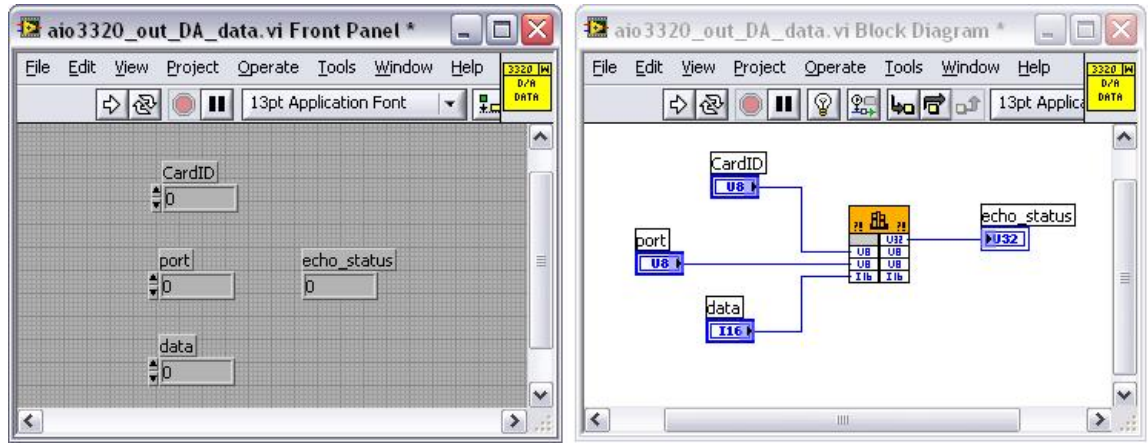 aio3320_out_DA_data.vi Front Panel *
File Edit View Project Operate Tools Window Help
3320
D/A
DATA
13pt Application Font
CardID
0
port
0
echo_status
0
data
0
aio3320_out_DA_data.vi Block Diagram *
File Edit View Project Operate Tools Window Help
3320
D/A
DATA
13pt Applica
CardID
U8
port
U8
data
I16
?! ?!
U32
U8 U8
U8 U8
I16 I16
echo_status
U32